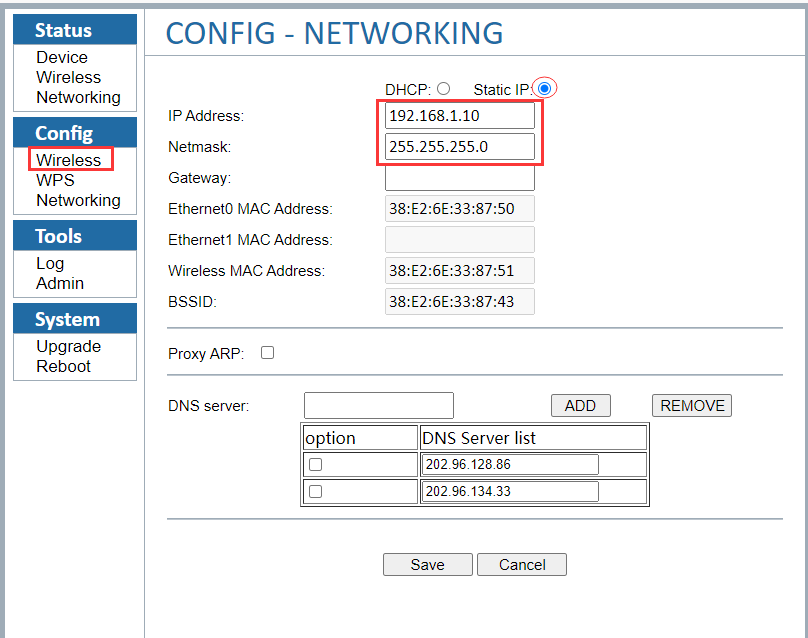 Status
Device
Wireless
Networking
Config
Wireless
WPS
Networking
Tools
Log
Admin
System
Upgrade
Reboot
CONFIG - NETWORKING
DHCP: Static IP:
IP Address: 192.168.1.10
Netmask: 255.255.255.0
Gateway:
Ethernet0 MAC Address: 38:E2:6E:33:87:50
Ethernet1 MAC Address:
Wireless MAC Address: 38:E2:6E:33:87:51
BSSID: 38:E2:6E:33:87:43
Proxy ARP:
DNS server: ADD REMOVE
option DNS Server list
202.96.128.86
202.96.134.33
Save Cancel